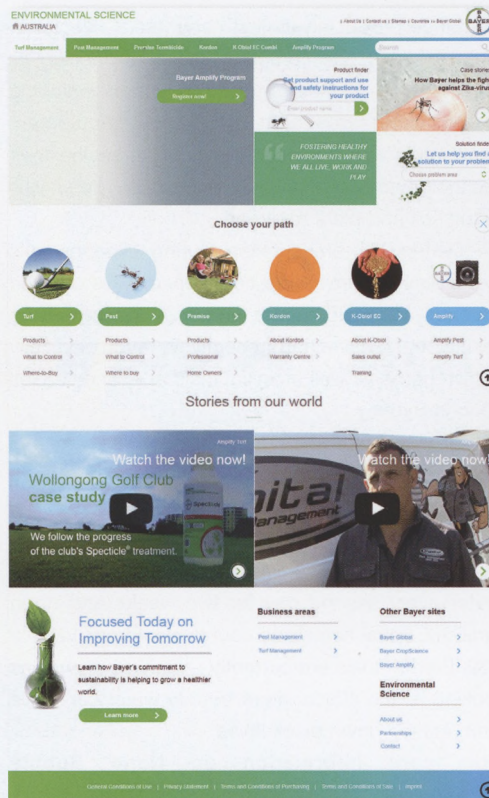 ENVIRONMENTAL SCIENCE
AUSTRALIA
| About Us | Contact us | Sitemap | Countries | Bayer Global
BAYER
Turf Management
Pest Management
Premise Termiticide
Kordon
K-Obiol EC Combi
Amplify Program
Search
Bayer Amplify Program
Register now!
Product finder
Get product support and use
and safety instructions for
your product
Enter product name
Case stories
How Bayer helps the fight
against Zika-virus
FOSTERING HEALTHY
ENVIRONMENTS WHERE
WE ALL LIVE, WORK AND
PLAY
Solution finder
Let us help you find a
solution to your problem
Choose problem area
Choose your path
Turf
Pest
Premise
Kordon
K-Obiol EC
Amplify
Products
Products
Products
About Kordon
About K-Obiol
Amplify Pest
What to Control
What to Control
Professional
Warranty Centre
Sales outlet
Amplify Turf
Where-to-Buy
Where to buy
Home Owners
Training
Stories from our world
Amplify Turf
Watch the video now!
Wollongong Golf Club
case study
Specticle
We follow the progress
of the club's Specticle® treatment.
Watch the video now!
pital
Management
Focused Today on
Improving Tomorrow
Learn how Bayer's commitment to
sustainability is helping to grow a healthier
world.
Learn more
Business areas
Pest Management
Turf Management
Other Bayer sites
Bayer Global
Bayer CropScience
Bayer Amplify
Environmental
Science
About us
Partnerships
Contact
General Conditions of Use | Privacy Statement | Terms and Conditions of Purchasing | Terms and Conditions of Sale | Imprint